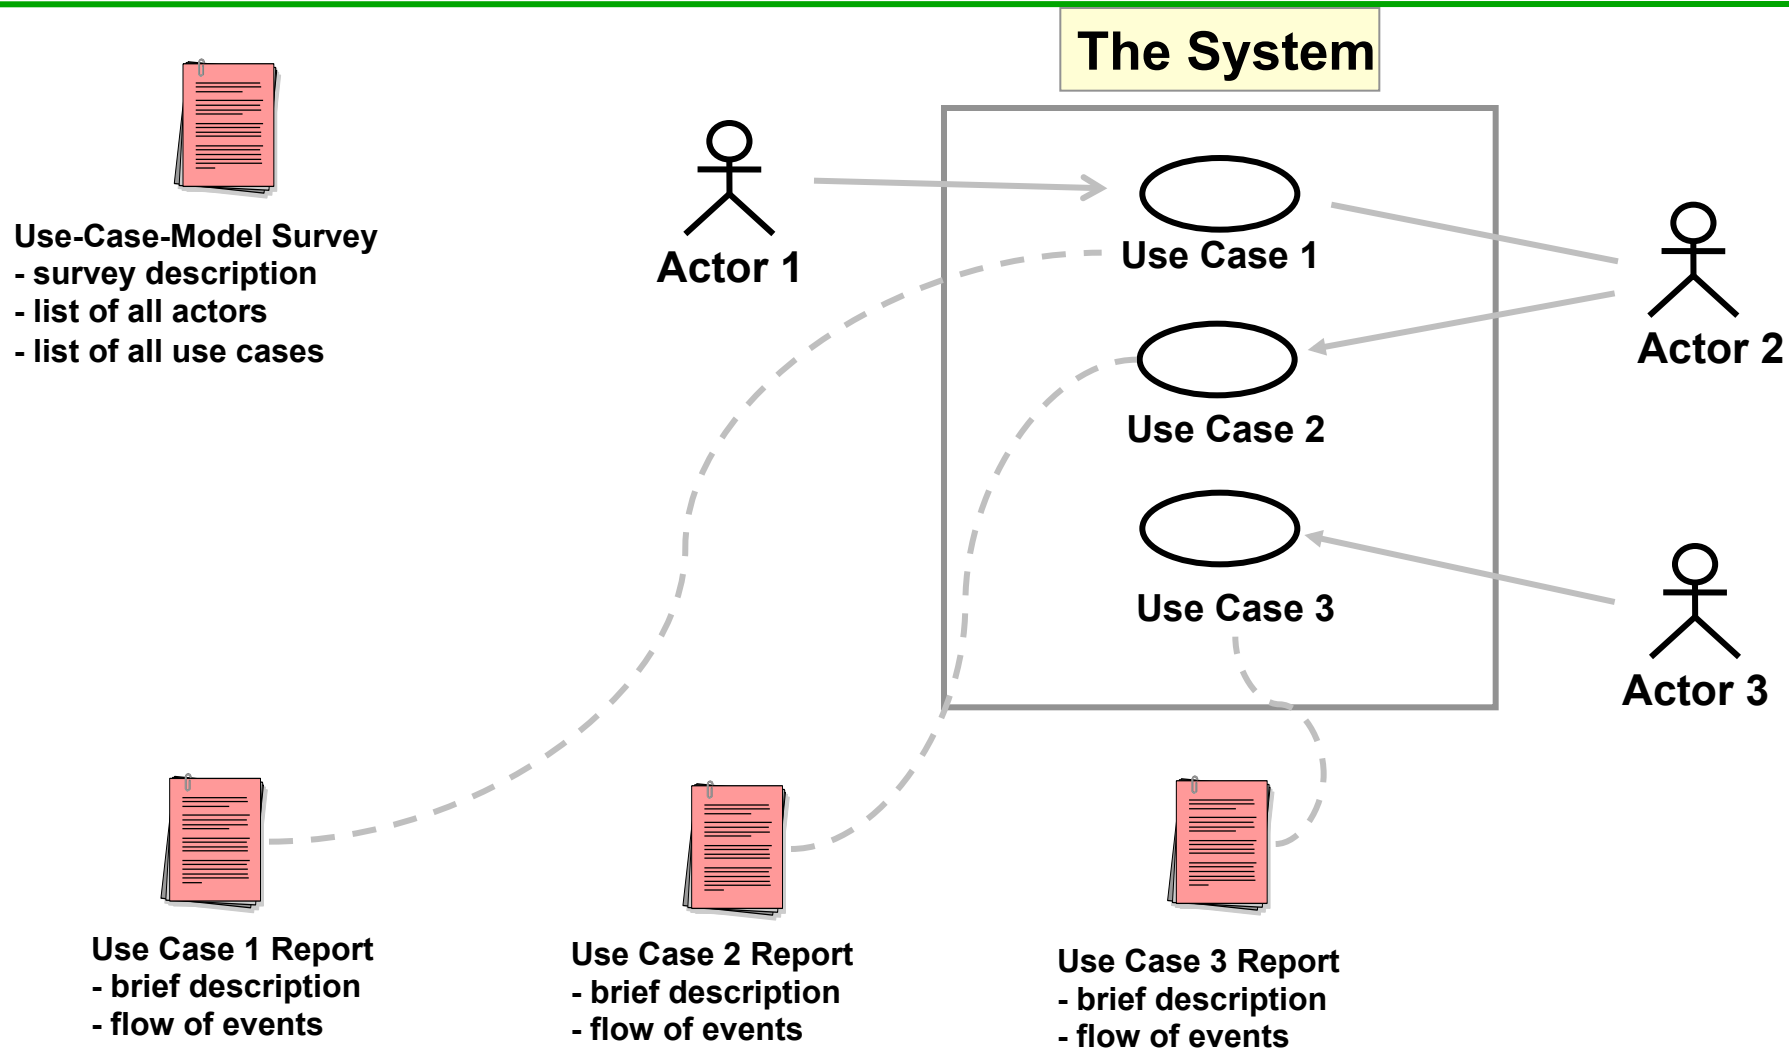 The System
Use-Case-Model Survey
- survey description
- list of all actors
- list of all use cases
Actor 1
Use Case 1
Use Case 2
Use Case 3
Actor 2
Actor 3
Use Case 1 Report
- brief description
- flow of events
Use Case 2 Report
- brief description
- flow of events
Use Case 3 Report
- brief description
- flow of events